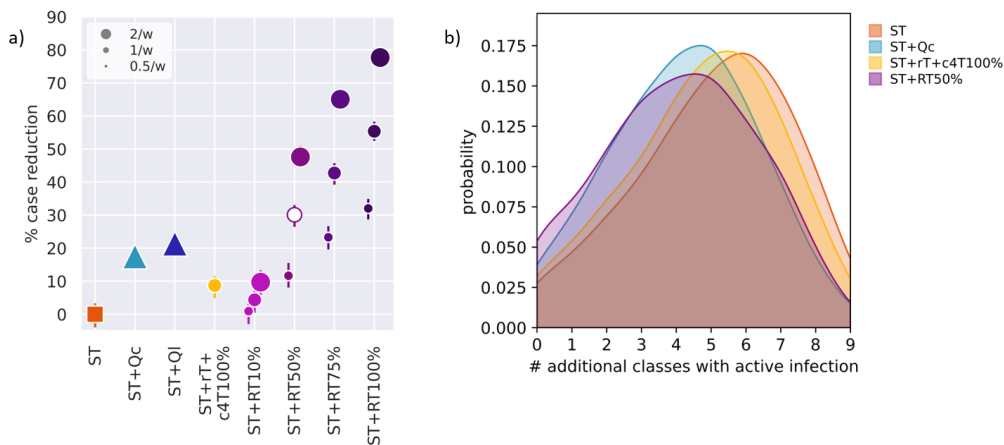 a)
90
80
70
60
50
40
30
20
10
0
% case reduction
2/w
1/w
0.5/w
ST
ST+Qc
ST+Ql
ST+rT+
c4T100%
ST+RT10%
ST+RT50%
ST+RT75%
ST+RT100%
b)
0.175
0.150
0.125
0.100
0.075
0.050
0.025
0.000
probability
0 1 2 3 4 5 6 7 8 9
# additional classes with active infection
ST
ST+Qc
ST+rT+c4T100%
ST+RT50%